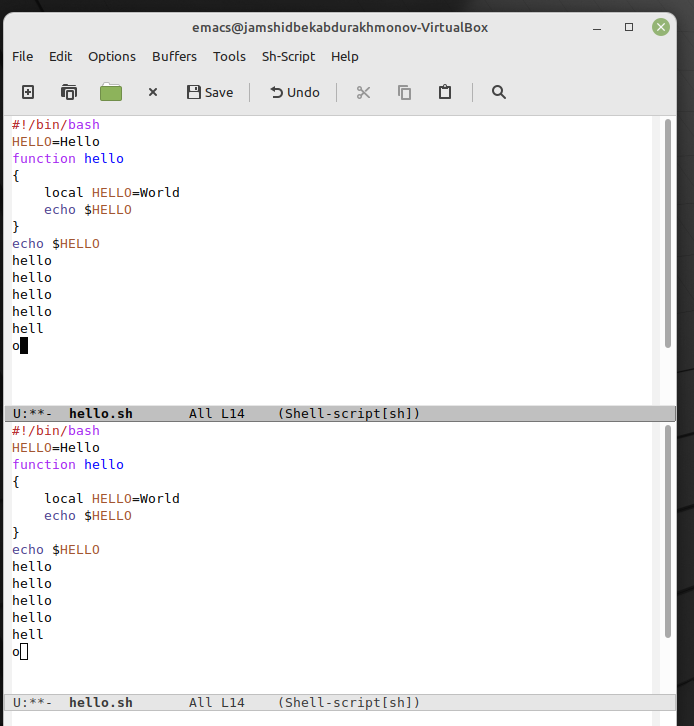 emacs@jamshidbekabdurakhmonov-VirtualBox
File Edit Options Buffers Tools Sh-Script Help
Save Undo
#!/bin/bash
HELLO=Hello
function hello
{
    local HELLO=World
    echo $HELLO
}
echo $HELLO
hello
hello
hello
hello
hell
o
U:**-  hello.sh       All L14    (Shell-script[sh])
#!/bin/bash
HELLO=Hello
function hello
{
    local HELLO=World
    echo $HELLO
}
echo $HELLO
hello
hello
hello
hello
hell
o
U:**-  hello.sh       All L14    (Shell-script[sh])